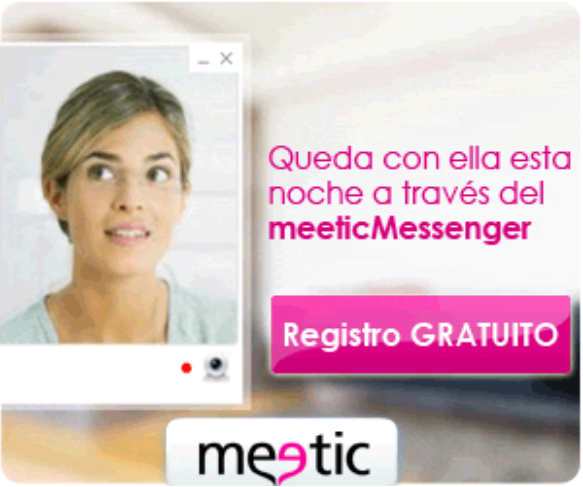 Queda con ella esta
noche a través del
meeticMessenger
Registro GRATUITO
meetic